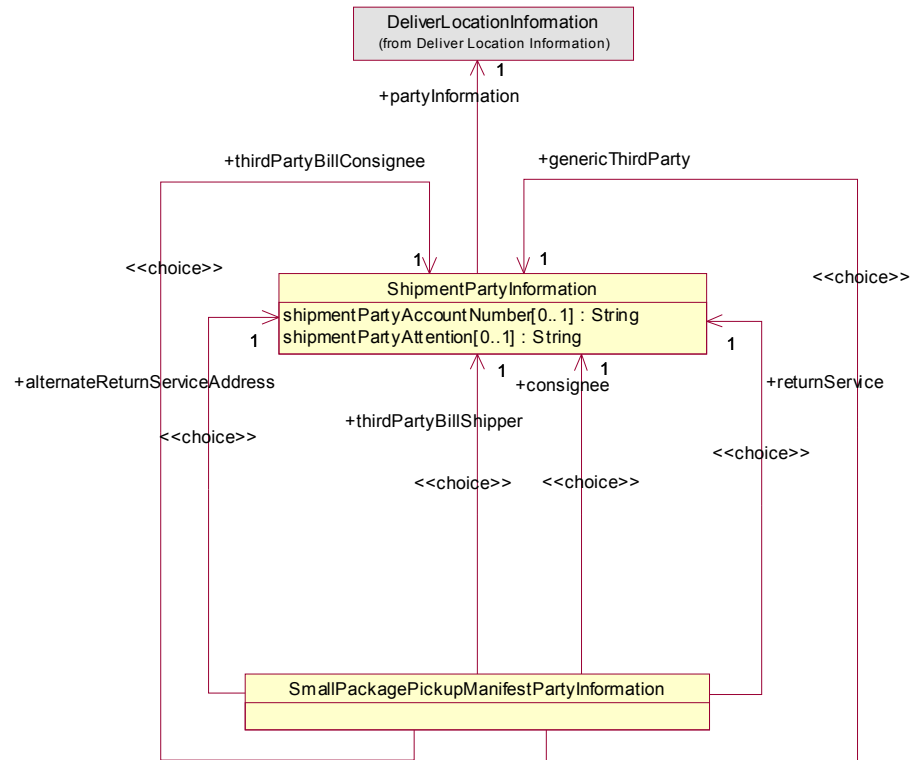 DeliverLocationInformation
(from Deliver Location Information)
1
+partyInformation
+thirdPartyBillConsignee
+genericThirdParty
<<choice>>
1
1
<<choice>>
ShipmentPartyInformation
shipmentPartyAccountNumber[0..1] : String
shipmentPartyAttention[0..1] : String
1
1
+alternateReturnServiceAddress
1
+consignee
1
+returnService
+thirdPartyBillShipper
<<choice>>
<<choice>>
<<choice>>
<<choice>>
SmallPackagePickupManifestPartyInformation